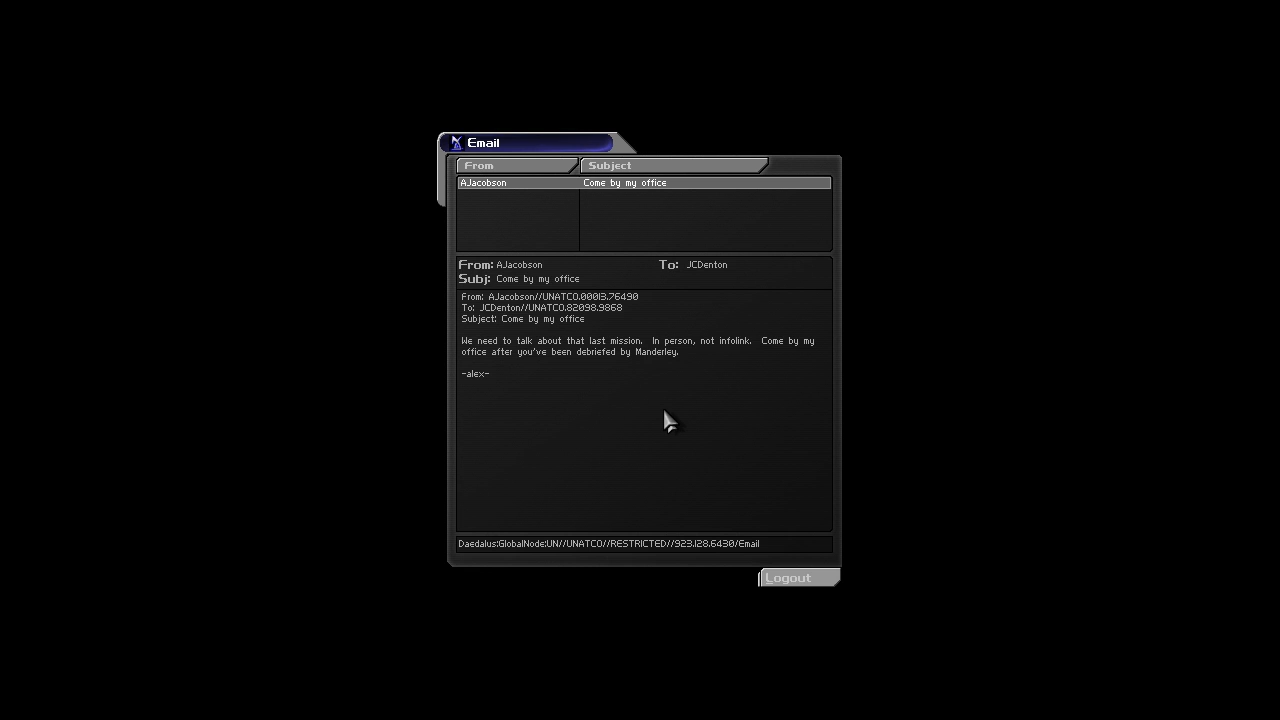 Email
From Subject
AJacobson Come by my office
From: AJacobson To: JCDenton
Subj: Come by my office
From: AJacobson//UNATCO.00013.76490
To: JCDenton//UNATCO.82098.9868
Subject: Come by my office
We need to talk about that last mission. In person, not infolink. Come by my
office after you've been debriefed by Manderley.
-alex-
Daedalus:GlobalNode:UN//UNATCO//RESTRICTED//923.128.6430/Email
Logout